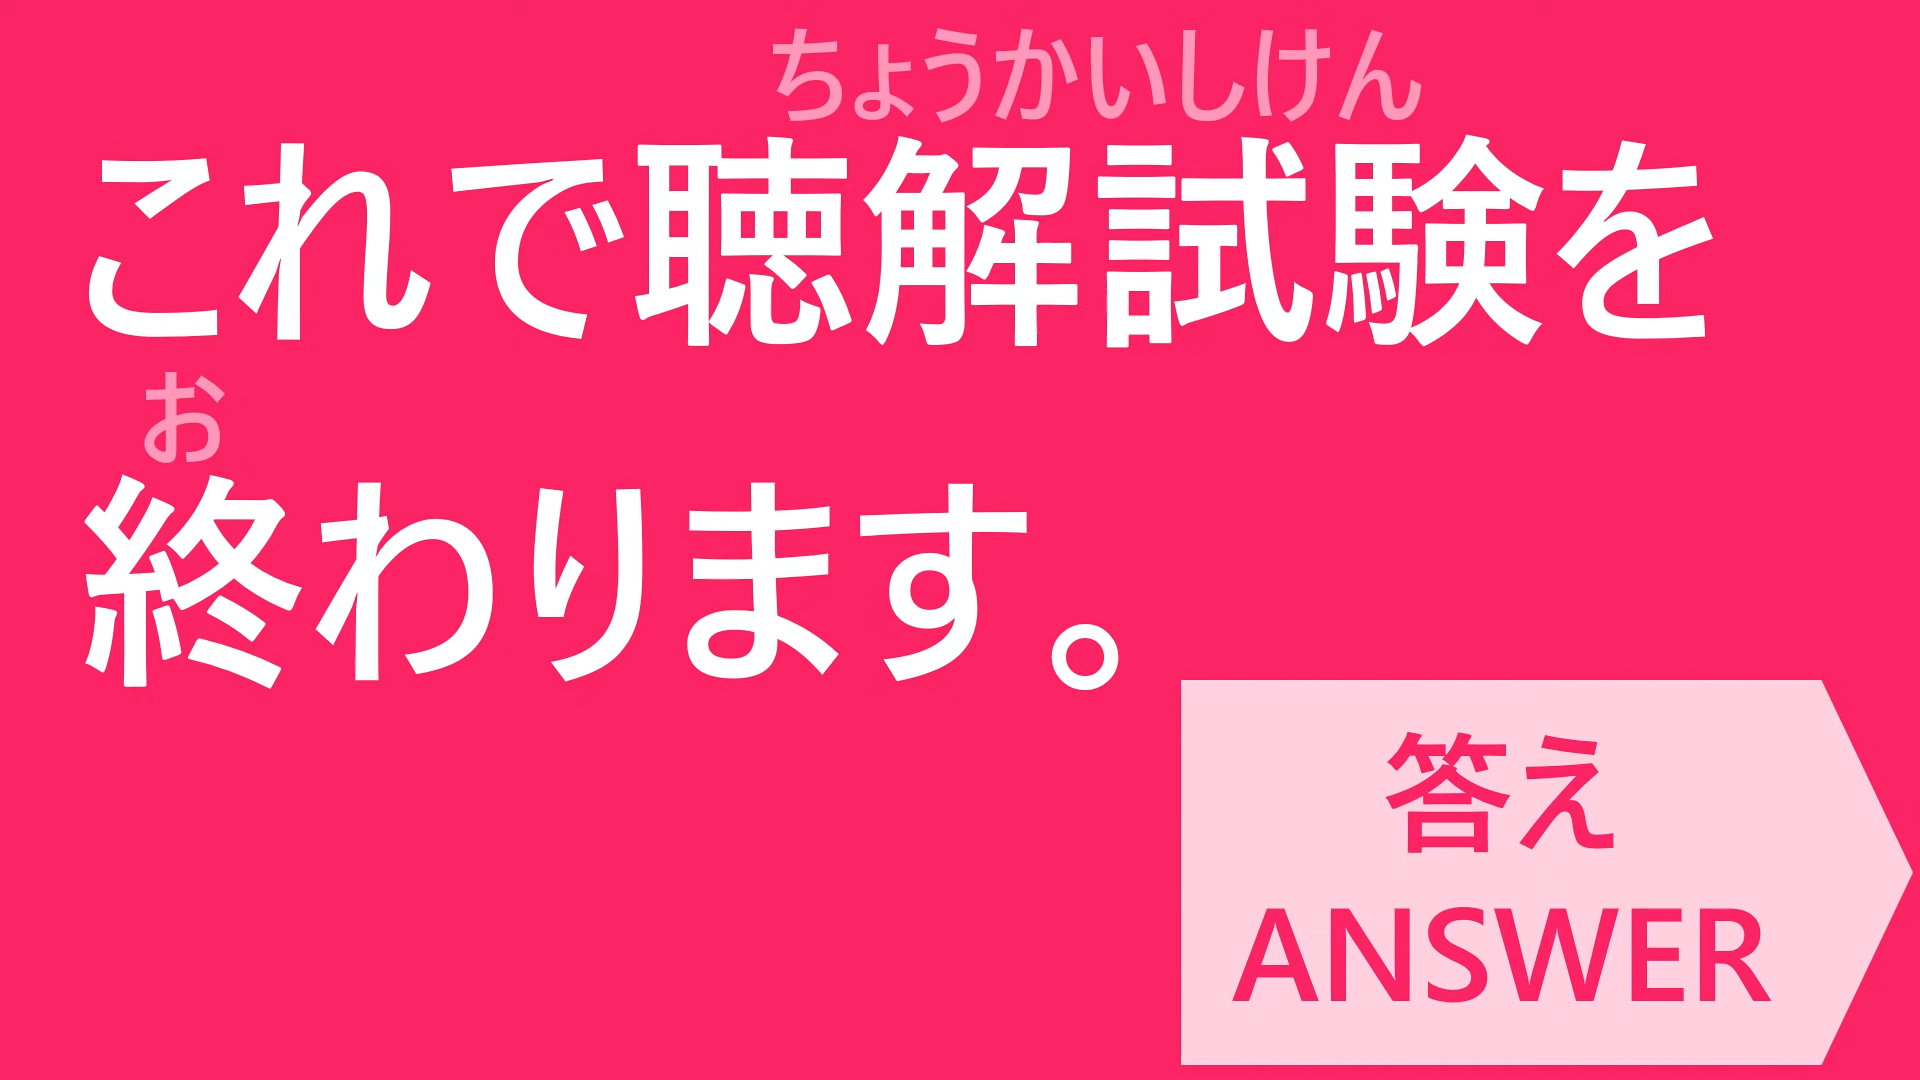 ちょうかいしけん
これで聴解試験を
お
終わります。
答え
ANSWER